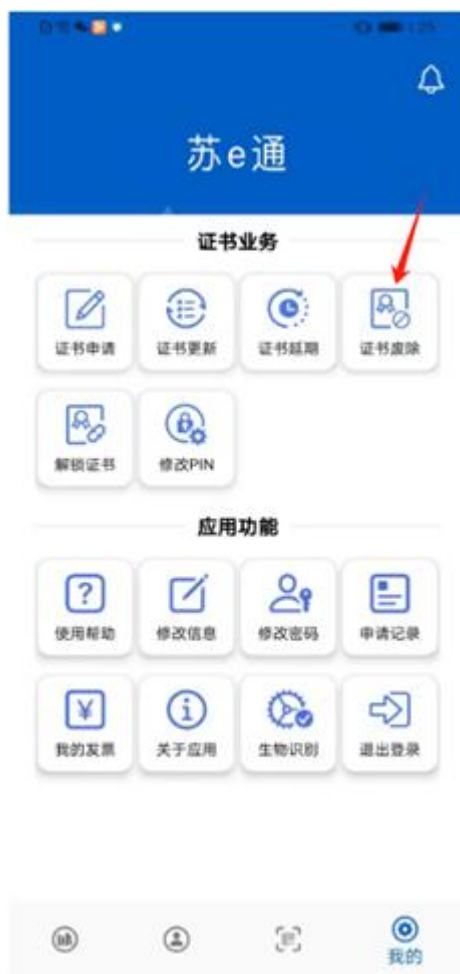 苏e通
证书业务
证书申请 证书更新 证书延期 证书废除
解锁证书 修改PIN
应用功能
使用帮助 修改信息 修改密码 申请记录
我的发票 关于应用 生物识别 退出登录
我的